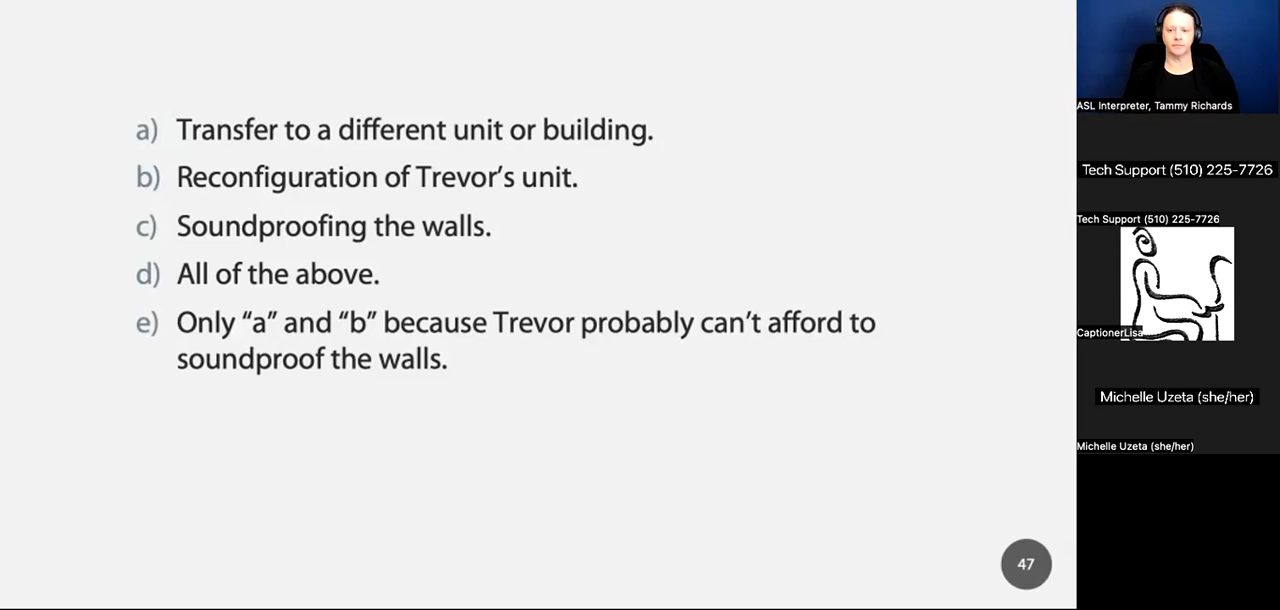 a) Transfer to a different unit or building.
b) Reconfiguration of Trevor’s unit.
c) Soundproofing the walls.
d) All of the above.
e) Only “a” and “b” because Trevor probably can’t afford to
soundproof the walls.
47
ASL Interpreter, Tammy Richards
Tech Support (510) 225-7726
Tech Support (510) 225-7726
CaptionerLisa
Michelle Uzeta (she/her)
Michelle Uzeta (she/her)